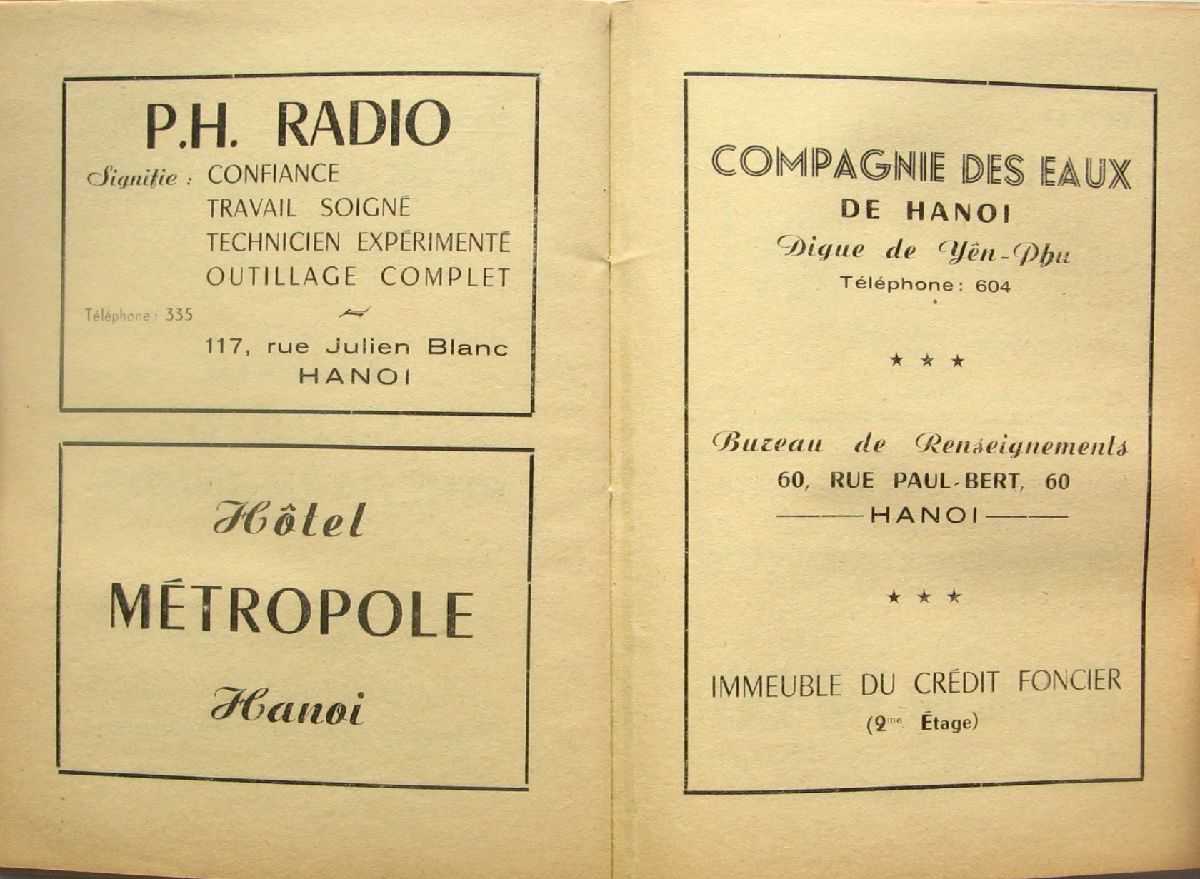 P.H. RADIO
Signifie : CONFIANCE
TRAVAIL SOIGNÉ
TECHNICIEN EXPÉRIMENTÉ
OUTILLAGE COMPLET
Téléphone : 335
117, rue Julien Blanc
HANOI
Hôtel
MÉTROPOLE
Hanoi
COMPAGNIE DES EAUX
DE HANOI
Digue de Yên-Phu
Téléphone : 604
★ ★ ★
Bureau de Renseignements
60, RUE PAUL-BERT, 60
HANOI
★ ★ ★
IMMEUBLE DU CRÉDIT FONCIER
(2me Étage)